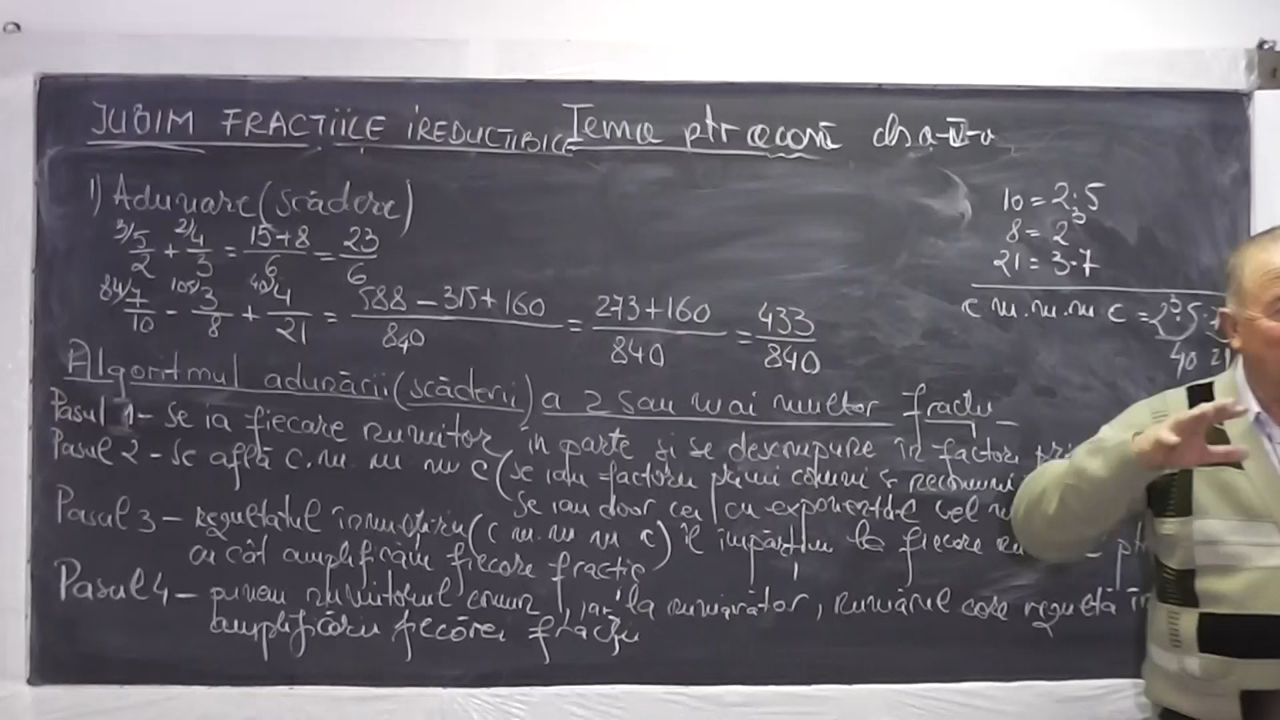 IUBIM FRACȚIILE IREDUCTIBILE Tema ptr acasă cls a-V-a
1) Adunare (scădere)
3/5/2 + 2/4/3 = 15+8/6 = 23/6
84/7/10 - 105/3/8 + 40/4/21 = 588 - 315 + 160/840 = 273+160/840 = 433/840
10 = 2·5
8 = 2³
21 = 3·7
c m.m.m c = 2³·5·
40 21
Algoritmul adunării (scăderii) a 2 sau mai multor fracții
Pasul 1 - Se ia fiecare numitor în parte și se descompune în factori
Pasul 2 - Se află c.m.m.m c (se iau factorii primi comuni și necomuni
Se iau doar cei cu exponentul cel
Pasul 3 - rezultatul înmulțirii (c m.m m c) îl împărțim la fiecare
cu cât amplificăm fiecare fracție
Pasul 4 - punem numitorul comun, iar la numărător, numărul care rezultă
amplificării fiecărei fracții